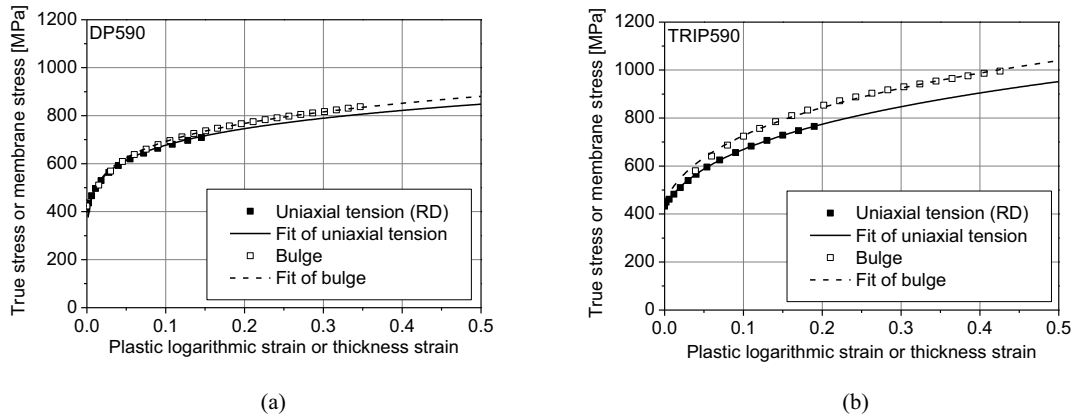 DP590
True stress or membrane stress [MPa]
1200
1000
800
600
400
200
0
Uniaxial tension (RD)
Fit of uniaxial tension
Bulge
Fit of bulge
0.0 0.1 0.2 0.3 0.4 0.5
Plastic logarithmic strain or thickness strain
(a)
TRIP590
True stress or membrane stress [MPa]
1200
1000
800
600
400
200
0
Uniaxial tension (RD)
Fit of uniaxial tension
Bulge
Fit of bulge
0.0 0.1 0.2 0.3 0.4 0.5
Plastic logarithmic strain or thickness strain
(b)